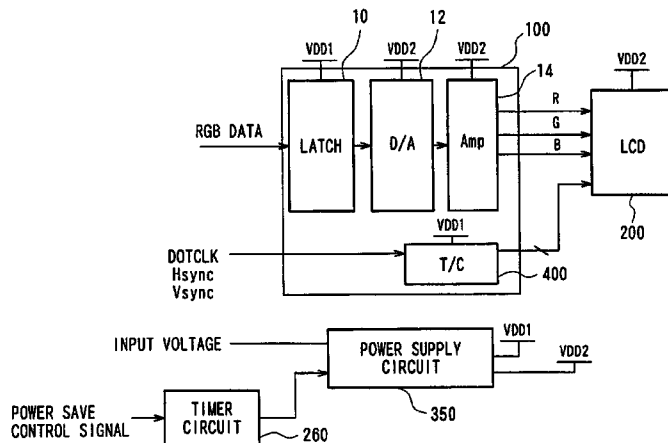 10
12
100
VDD1
VDD2
VDD2
14
VDD2
R
G
B
RGB DATA
LATCH
D/A
Amp
LCD
200
VDD1
DOTCLK
Hsync
Vsync
T/C
400
INPUT VOLTAGE
POWER SUPPLY
CIRCUIT
VDD1
VDD2
350
POWER SAVE
CONTROL SIGNAL
TIMER
CIRCUIT
260